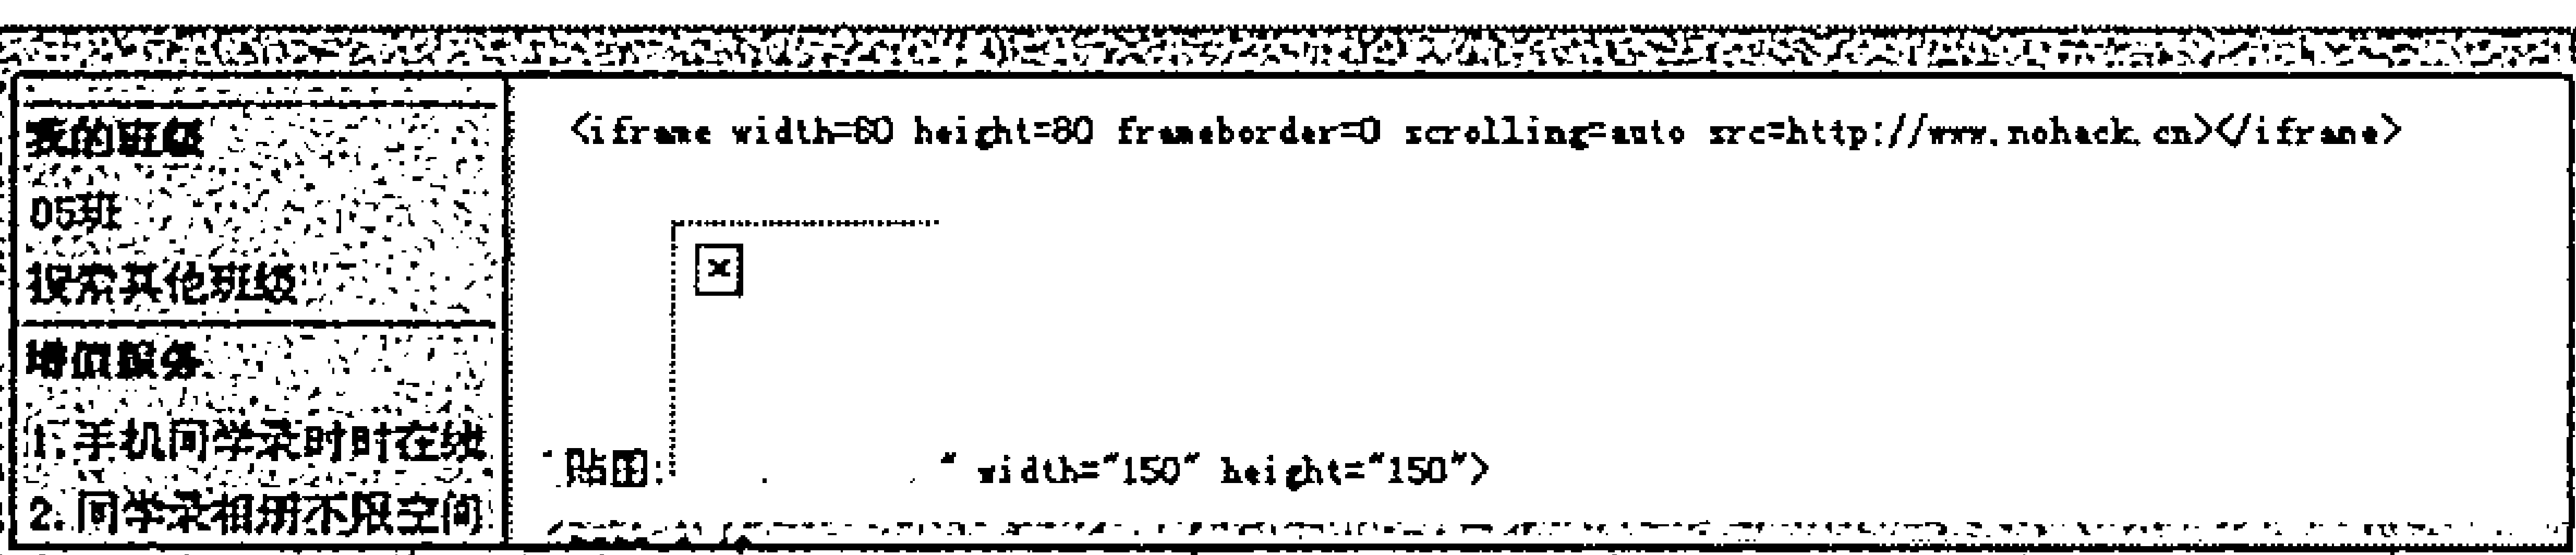 我的班级
05班
搜索其他班级
增值服务
1.手机同学录时时在线
2.同学录相册不限空间
<iframe width=80 height=80 frameborder=0 scrolling=auto src=http://www.nohack.cn></iframe>
贴图:
" width="150" height="150">